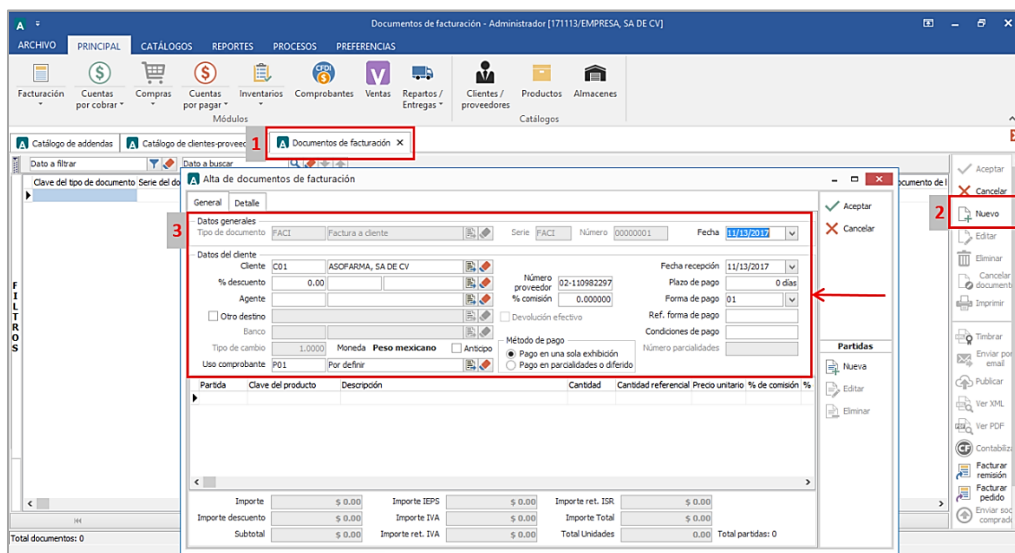 Documentos de facturación - Administrador [171113/EMPRESA, SA DE CV]
ARCHIVO PRINCIPAL CATÁLOGOS REPORTES PROCESOS PREFERENCIAS
Facturación Cuentas por cobrar Compras Cuentas por pagar Inventarios Comprobantes Ventas Repartos / Entregas Clientes / proveedores Productos Almacenes
Módulos Catálogos
Catálogo de addendas Catálogo de clientes-proveed 1 Documentos de facturación X
Dato a filtrar Dato a buscar
Clave del tipo de documento Serie del do
ocumento de l
FILTROS
Alta de documentos de facturación
General Detalle
3
Datos generales
Tipo de documento FACI Factura a cliente Serie FACI Número 00000001 Fecha 11/13/2017
Datos del cliente
Cliente C01 ASOFARMA, SA DE CV Fecha recepción 11/13/2017
% descuento 0.00 Número proveedor 02-110982297 Plazo de pago 0 días
Agente % comisión 0.000000 Forma de pago 01
Otro destino Devolución efectivo Ref. forma de pago
Banco Condiciones de pago
Método de pago
Tipo de cambio 1.0000 Moneda Peso mexicano Anticipo Pago en una sola exhibición Número parcialidades
Uso comprobante P01 Por definir Pago en parcialidades o diferido
Partida Clave del producto Descripción Cantidad Cantidad referencial Precio unitario % de comisión %
Importe $ 0.00 Importe IEPS $ 0.00 Importe ret. ISR $ 0.00
Importe descuento $ 0.00 Importe IVA $ 0.00 Importe Total $ 0.00
Subtotal $ 0.00 Importe ret. IVA $ 0.00 Total Unidades 0.00 Total partidas: 0
Aceptar
Cancelar
Partidas
Nueva
Editar
Eliminar
Aceptar
Cancelar
2 Nuevo
Editar
Eliminar
Cancelar
document
Imprimir
Timbrar
Enviar por
email
Publicar
Ver XML
Ver PDF
Contabiliz
Facturar
remisión
Facturar
pedido
Enviar soc
comprad
Total documentos: 0